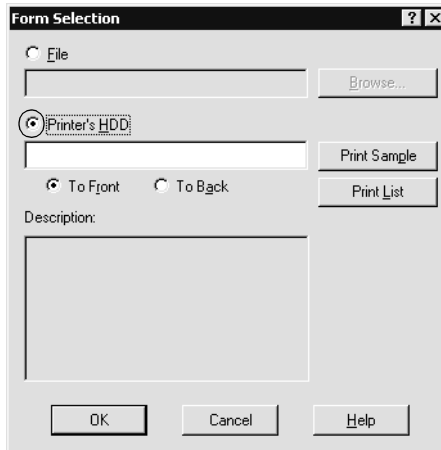 Form Selection
File
Browse...
Printer's HDD
Print Sample
To Front To Back
Print List
Description:
OK Cancel Help